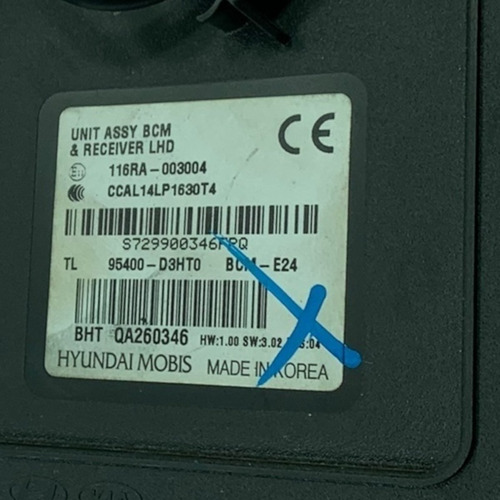 UNIT ASSY BCM
& RECEIVER LHD
CE
116RA-003004
CCAL14LP1630T4
TL 95400-D3HT0 BCM-E24
BHT QA260346 HW:1.00 SW:3.02
HYUNDAI MOBIS MADE IN KOREA